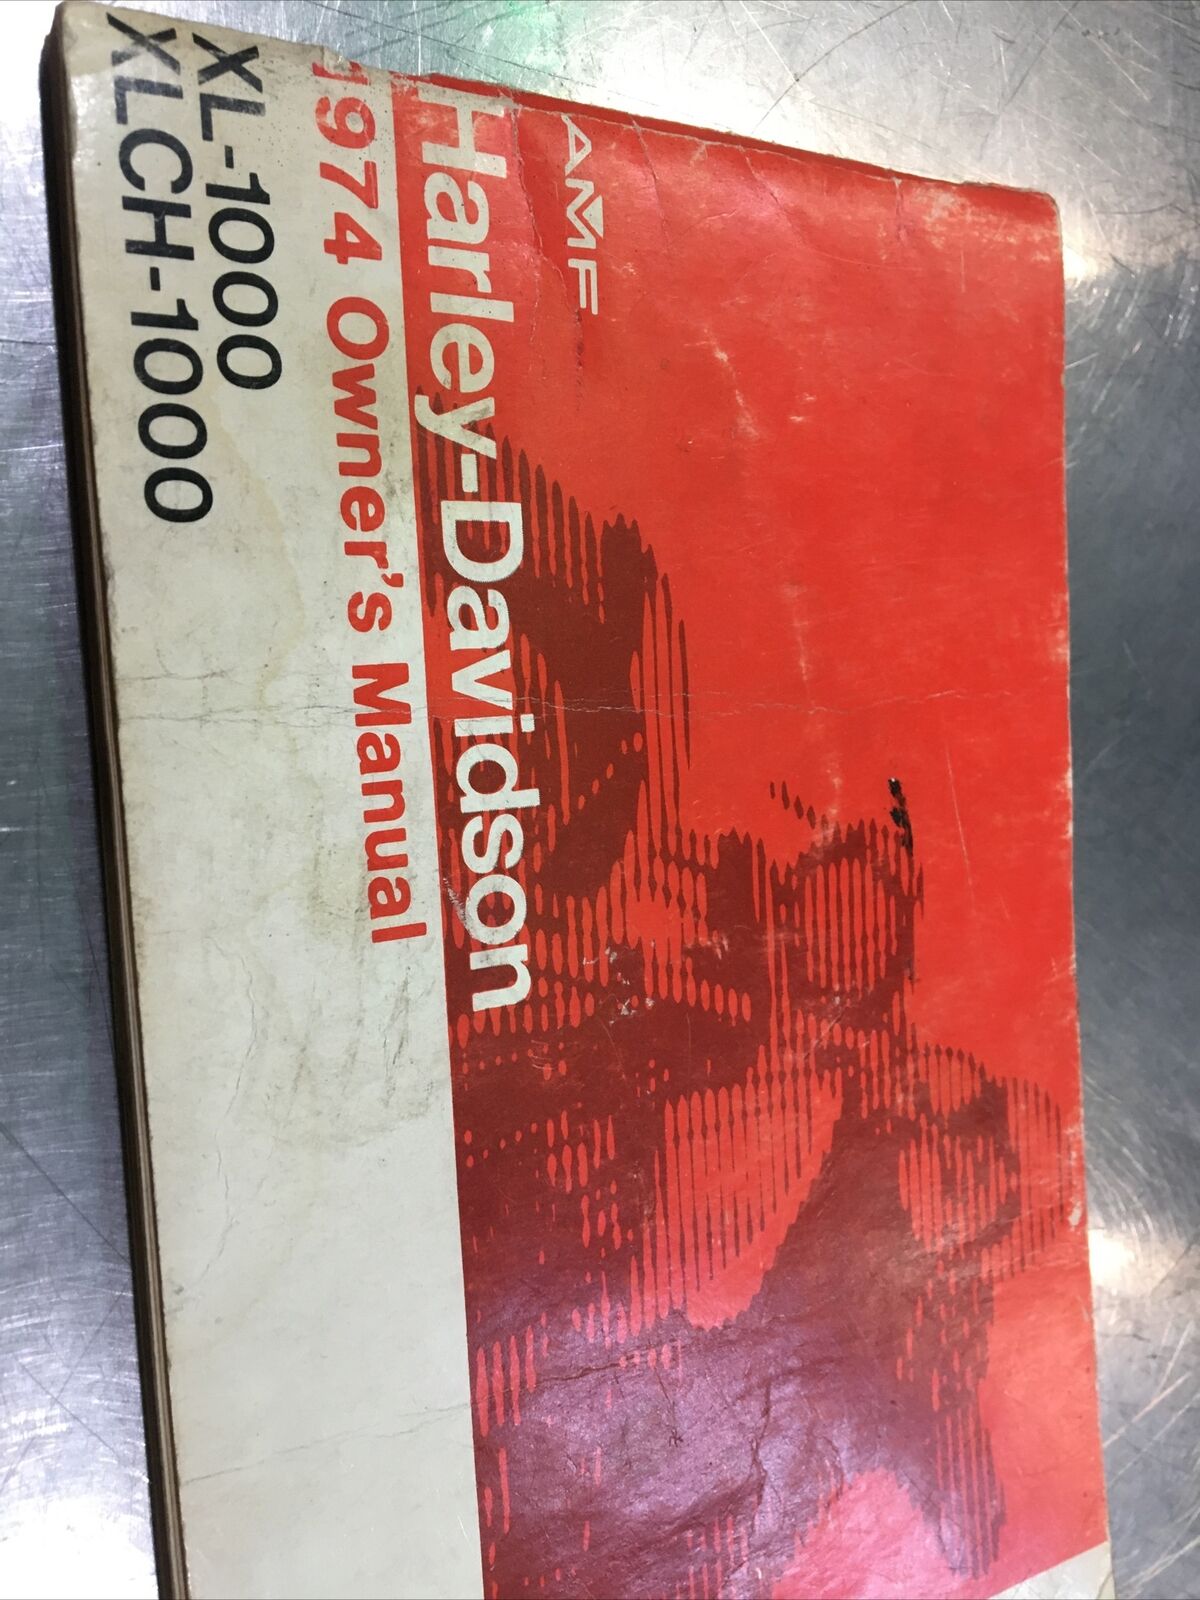 AMF
Harley-Davidson
1974 Owner's Manual
XL-1000
XLCH-1000